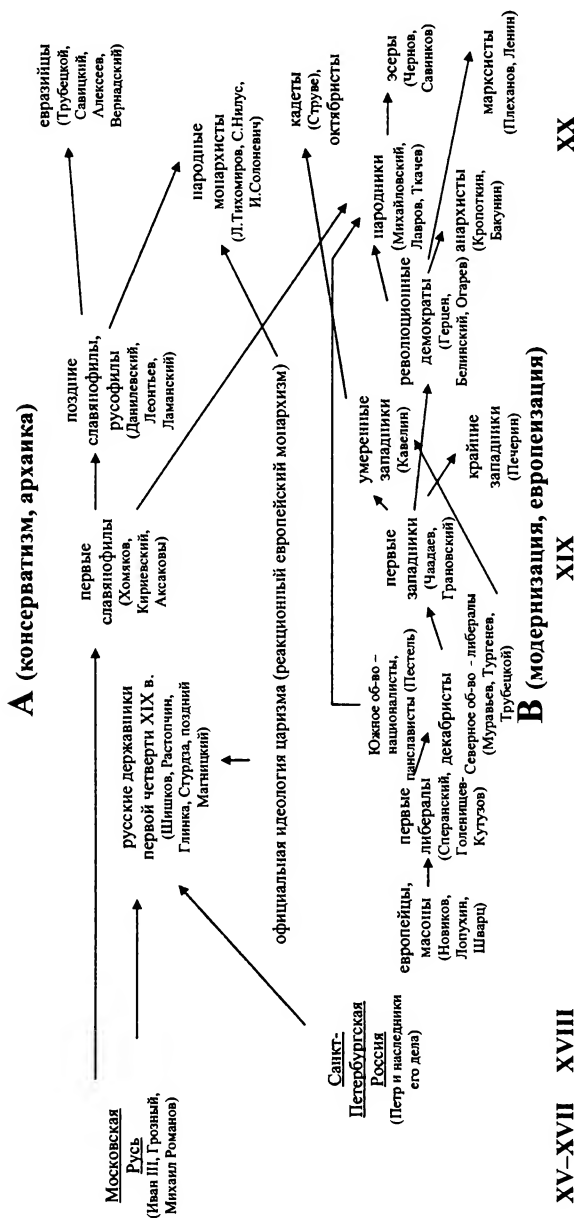 А (консерватизм, архаика)
Московская
Русь
(Иван III, Грозный,
Михаил Романов)
русские державники
первой четверти XIX в.
(Шишков, Растопчин,
Глинка, Стурдза, поздний
Магницкий)
первые
славянофилы
(Хомяков,
Кириевский,
Аксаковы)
поздние
славянофилы,
русофилы
(Данилевский,
Леонтьев,
Ламанский)
евразийцы
(Трубецкой,
Савицкий,
Алексеев,
Вернадский)
народные
монархисты
(Л.Тихомиров, С.Нилус,
И.Солоневич)
официальная идеология царизма (реакционный европейский монархизм)
Санкт-
Петербургская
Россия
(Петр и наследники
его дела)
европейцы,
масоны
(Новиков,
Лопухин,
Шварц)
первые
либералы
(Сперанский,
Голенищев-
Кутузов)
Южное об-во –
националисты,
панслависты (Пестель)
декабристы
Северное об-во - либералы
(Муравьев, Тургенев,
Трубецкой)
первые
западники
(Чаадаев,
Грановский)
умеренные
западники
(Кавелин)
крайние
западники
(Печерин)
революционные
демократы
(Герцен,
Белинский, Огарев)
народники
(Михайловский,
Лавров, Ткачев)
анархисты
(Кропоткин,
Бакунин)
кадеты
(Струве),
октябристы
эсеры
(Чернов,
Савинков)
марксисты
(Плеханов, Ленин)
В (модернизация, европеизация)
XV–XVII XVIII XIX XX